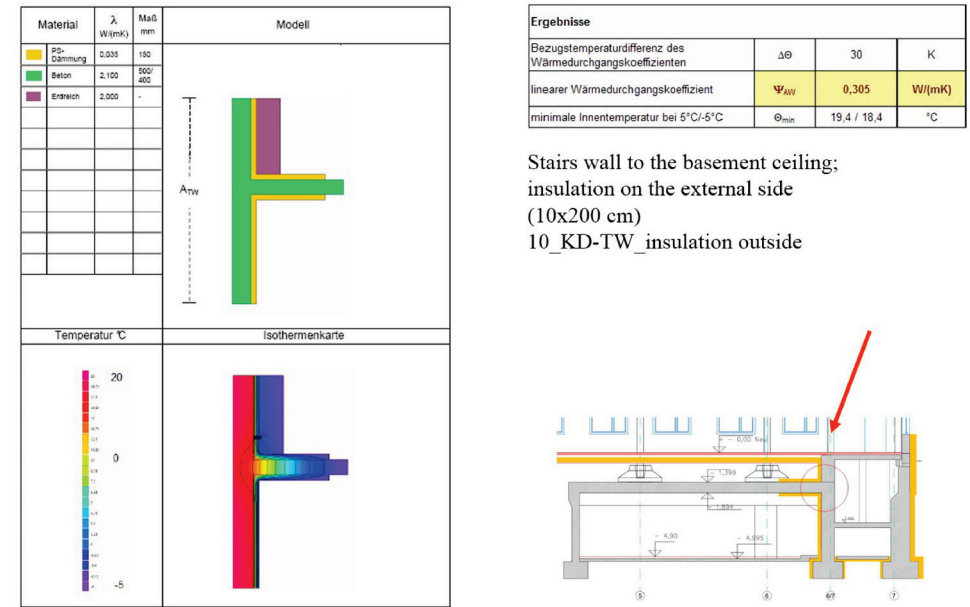 Material λ W/(mK) Maß mm Modell
PS-Dämmung 0,035 150
Beton 2,100 500/400
Erdreich 2,000 -
A_TW
Temperatur °C Isothermenkarte
20
0
-5
Ergebnisse
Bezugstemperaturdifferenz des
Wärmedurchgangskoeffizienten ΔΘ 30 K
linearer Wärmedurchgangskoeffizient Ψ_AW 0,305 W/(mK)
minimale Innentemperatur bei 5°C/-5°C Θ_min 19,4 / 18,4 °C
Stairs wall to the basement ceiling;
insulation on the external side
(10x200 cm)
10_KD-TW_insulation outside
+ - 0,00 Neu
- 1,399
- 1,894
- 4,90
- 4,995
5 6 6/7 7